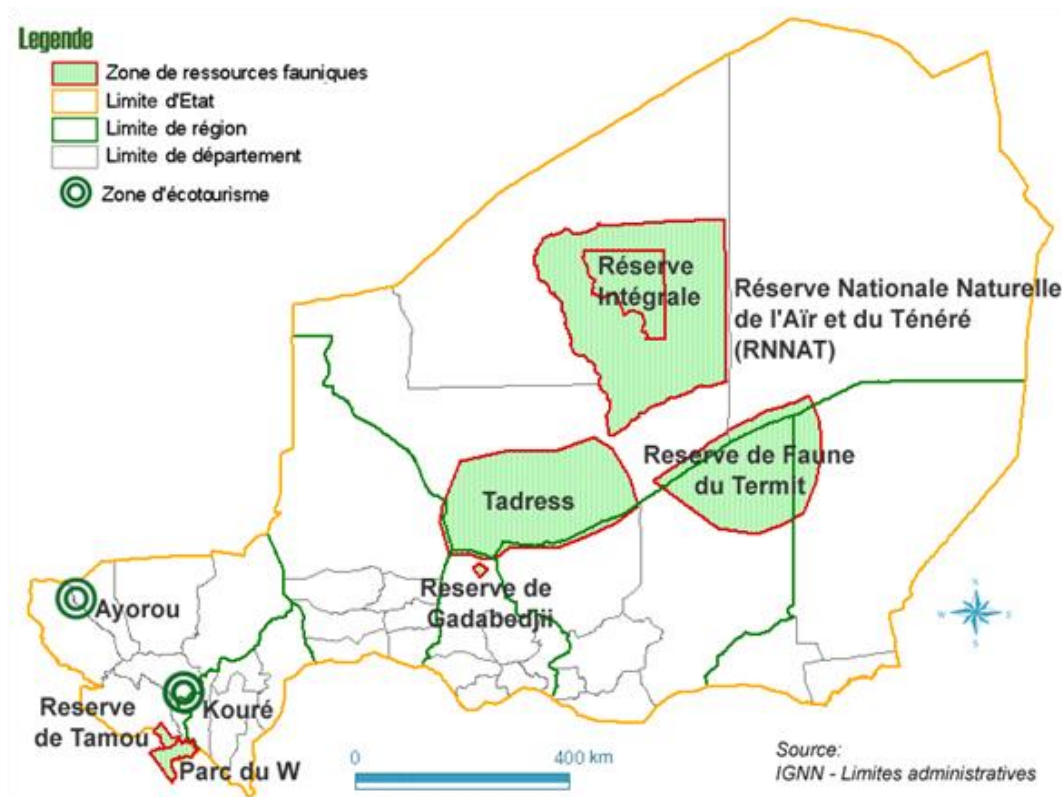 Legende
Zone de ressources fauniques
Limite d'Etat
Limite de région
Limite de département
Zone d'écotourisme
Réserve
Intégrale
Réserve Nationale Naturelle
de l'Aïr et du Ténéré
(RNNAT)
Reserve de Faune
du Termit
Tadress
Reserve de
Gadabedjii
Ayorou
Kouré
Reserve
de Tamou
Parc du W
N
W
E
S
0
400 km
Source:
IGNN - Limites administratives